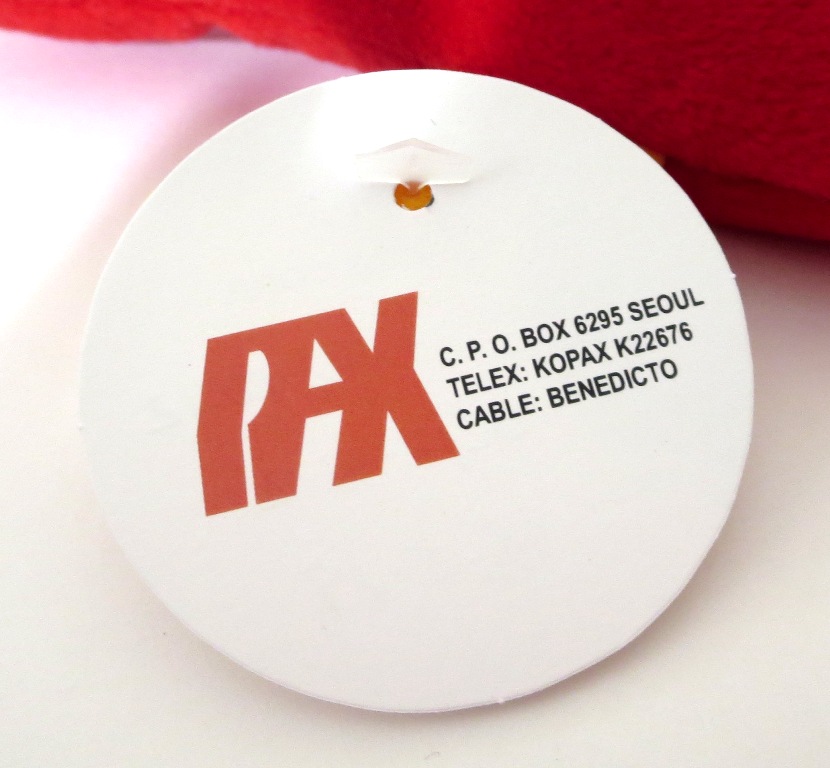 PAX
C. P. O. BOX 6295 SEOUL
TELEX: KOPAX K22676
CABLE: BENEDICTO